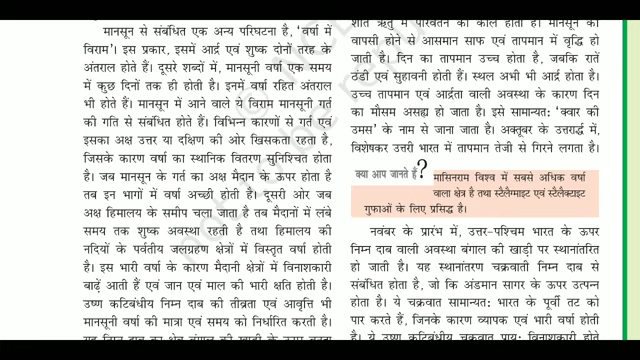 मानसून से संबंधित एक अन्य परिघटना है, 'वर्षा में
विराम'। इस प्रकार, इसमें आर्द्र एवं शुष्क दोनों तरह के
अंतराल होते हैं। दूसरे शब्दों में, मानसूनी वर्षा एक समय
में कुछ दिनों तक ही होती है। इनमें वर्षा रहित अंतराल
भी होते हैं। मानसून में आने वाले ये विराम मानसूनी गर्त
की गति से संबंधित होते हैं। विभिन्न कारणों से गर्त एवं
इसका अक्ष उत्तर या दक्षिण की ओर खिसकता रहता है,
जिसके कारण वर्षा का स्थानिक वितरण सुनिश्चित होता
है। जब मानसून के गर्त का अक्ष मैदान के ऊपर होता है
तब इन भागों में वर्षा अच्छी होती है। दूसरी ओर जब
अक्ष हिमालय के समीप चला जाता है तब मैदानों में लंबे
समय तक शुष्क अवस्था रहती है तथा हिमालय की
नदियों के पर्वतीय जलग्रहण क्षेत्रों में विस्तृत वर्षा होती
है। इस भारी वर्षा के कारण मैदानी क्षेत्रों में विनाशकारी
बाढ़ें आती हैं एवं जान एवं माल की भारी क्षति होती है।
उष्ण कटिबंधीय निम्न दाब की तीव्रता एवं आवृत्ति भी
मानसूनी वर्षा की मात्रा एवं समय को निर्धारित करती है।
यह निम्न दाब का क्षेत्र बंगाल की खाड़ी के ऊपर बनता
शीत ऋतु में परिवर्तन का काल होता है। मानसून की
वापसी होने से आसमान साफ एवं तापमान में वृद्धि हो
जाती है। दिन का तापमान उच्च होता है, जबकि रातें
ठंडी एवं सुहावनी होती हैं। स्थल अभी भी आर्द्र होता है।
उच्च तापमान एवं आर्द्रता वाली अवस्था के कारण दिन
का मौसम असह्य हो जाता है। इसे सामान्यतः 'क्वार की
उमस' के नाम से जाना जाता है। अक्तूबर के उत्तरार्द्ध में,
विशेषकर उत्तरी भारत में तापमान तेजी से गिरने लगता है।
क्या आप जानते हैं? मासिनराम विश्व में सबसे अधिक वर्षा
वाला क्षेत्र है तथा स्टैलैग्माइट एवं स्टैलैक्टाइट
गुफाओं के लिए प्रसिद्ध है।
नवंबर के प्रारंभ में, उत्तर-पश्चिम भारत के ऊपर
निम्न दाब वाली अवस्था बंगाल की खाड़ी पर स्थानांतरित
हो जाती है। यह स्थानांतरण चक्रवाती निम्न दाब से
संबंधित होता है, जो कि अंडमान सागर के ऊपर उत्पन्न
होता है। ये चक्रवात सामान्यतः भारत के पूर्वी तट को
पार करते हैं, जिनके कारण व्यापक एवं भारी वर्षा होती
है। ये उष्ण कटिबंधीय चक्रवात प्रायः विनाशकारी होते